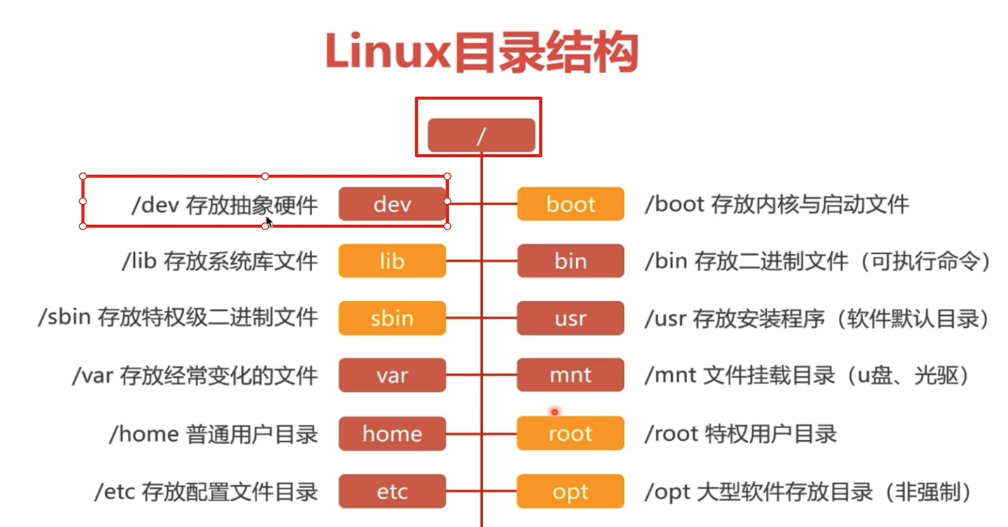 Linux目录结构
/
/dev 存放抽象硬件 dev boot /boot 存放内核与启动文件
/lib 存放系统库文件 lib bin /bin 存放二进制文件（可执行命令）
/sbin 存放特权级二进制文件 sbin usr /usr 存放安装程序（软件默认目录）
/var 存放经常变化的文件 var mnt /mnt 文件挂载目录（u盘、光驱）
/home 普通用户目录 home root /root 特权用户目录
/etc 存放配置文件目录 etc opt /opt 大型软件存放目录（非强制）